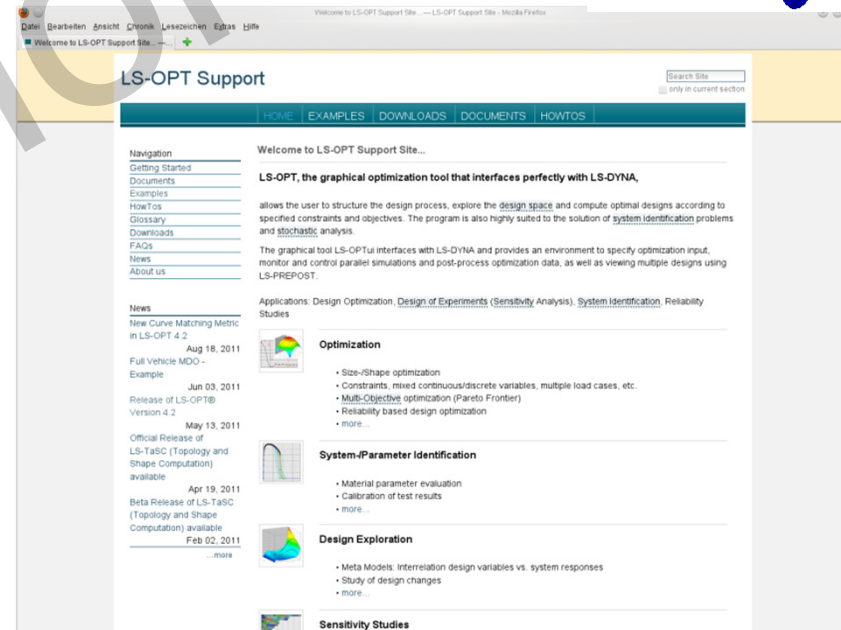 Welcome to LS-OPT Support Site... — LS-OPT Support Site - Mozilla Firefox
Datei Bearbeiten Ansicht Chronik Lesezeichen Extras Hilfe
Welcome to LS-OPT Support Site... —...
LS-OPT Support
Search Site
only in current section
HOME EXAMPLES DOWNLOADS DOCUMENTS HOWTOS
Navigation
Getting Started
Documents
Examples
HowTos
Glossary
Downloads
FAQs
News
About us
News
New Curve Matching Metric
in LS-OPT 4.2
Aug 18, 2011
Full Vehicle MDO -
Example
Jun 03, 2011
Release of LS-OPT®
Version 4.2
May 13, 2011
Official Release of
LS-TaSC (Topology and
Shape Computation)
available
Apr 19, 2011
Beta Release of LS-TaSC
(Topology and Shape
Computation) available
Feb 02, 2011
...more
Welcome to LS-OPT Support Site...
LS-OPT, the graphical optimization tool that interfaces perfectly with LS-DYNA,
allows the user to structure the design process, explore the design space and compute optimal designs according to
specified constraints and objectives. The program is also highly suited to the solution of system identification problems
and stochastic analysis.
The graphical tool LS-OPTui interfaces with LS-DYNA and provides an environment to specify optimization input,
monitor and control parallel simulations and post-process optimization data, as well as viewing multiple designs using
LS-PREPOST.
Applications: Design Optimization, Design of Experiments (Sensitivity Analysis), System Identification, Reliability
Studies
Optimization
• Size-/Shape optimization
• Constraints, mixed continuous/discrete variables, multiple load cases, etc.
• Multi-Objective optimization (Pareto Frontier)
• Reliability based design optimization
• more...
System-/Parameter Identification
• Material parameter evaluation
• Calibration of test results
• more...
Design Exploration
• Meta Models: Interrelation design variables vs. system responses
• Study of design changes
• more...
Sensitivity Studies